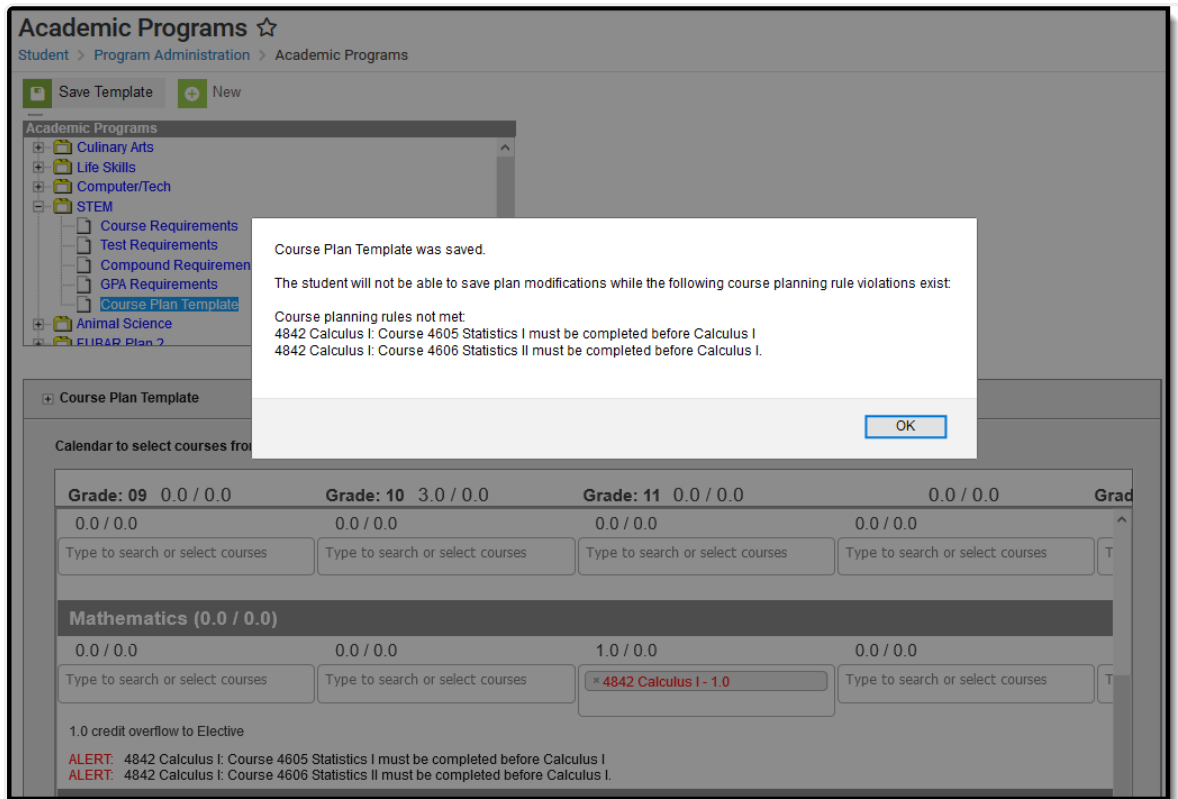 Academic Programs
Student > Program Administration > Academic Programs
Save Template New
Academic Programs
Culinary Arts
Life Skills
Computer/Tech
STEM
Course Requirements
Test Requirements
Compound Requiremen
GPA Requirements
Course Plan Template
Animal Science
FUBAR Plan 2
Course Plan Template was saved.
The student will not be able to save plan modifications while the following course planning rule violations exist:
Course planning rules not met:
4842 Calculus I: Course 4605 Statistics I must be completed before Calculus I
4842 Calculus I: Course 4606 Statistics II must be completed before Calculus I.
OK
Course Plan Template
Calendar to select courses fro
Grade: 09 0.0 / 0.0 Grade: 10 3.0 / 0.0 Grade: 11 0.0 / 0.0 0.0 / 0.0 Grad
0.0 / 0.0 0.0 / 0.0 0.0 / 0.0 0.0 / 0.0
Type to search or select courses Type to search or select courses Type to search or select courses Type to search or select courses T
Mathematics (0.0 / 0.0)
0.0 / 0.0 0.0 / 0.0 1.0 / 0.0 0.0 / 0.0
Type to search or select courses Type to search or select courses × 4842 Calculus I - 1.0 Type to search or select courses T
1.0 credit overflow to Elective
ALERT: 4842 Calculus I: Course 4605 Statistics I must be completed before Calculus I
ALERT: 4842 Calculus I: Course 4606 Statistics II must be completed before Calculus I.